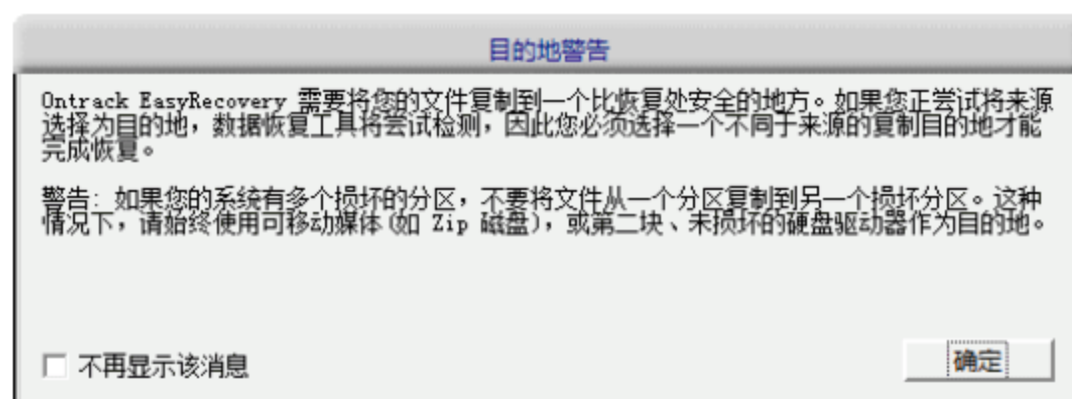 目的地警告
Ontrack EasyRecovery 需要将您的文件复制到一个比恢复处安全的地方。如果您正尝试将来源
选择为目的地，数据恢复工具将尝试检测，因此您必须选择一个不同于来源的复制目的地才能
完成恢复。
警告: 如果您的系统有多个损坏的分区，不要将文件从一个分区复制到另一个损坏分区。这种
情况下，请始终使用可移动媒体(如 Zip 磁盘)，或第二块、未损坏的硬盘驱动器作为目的地。
不再显示该消息
确定